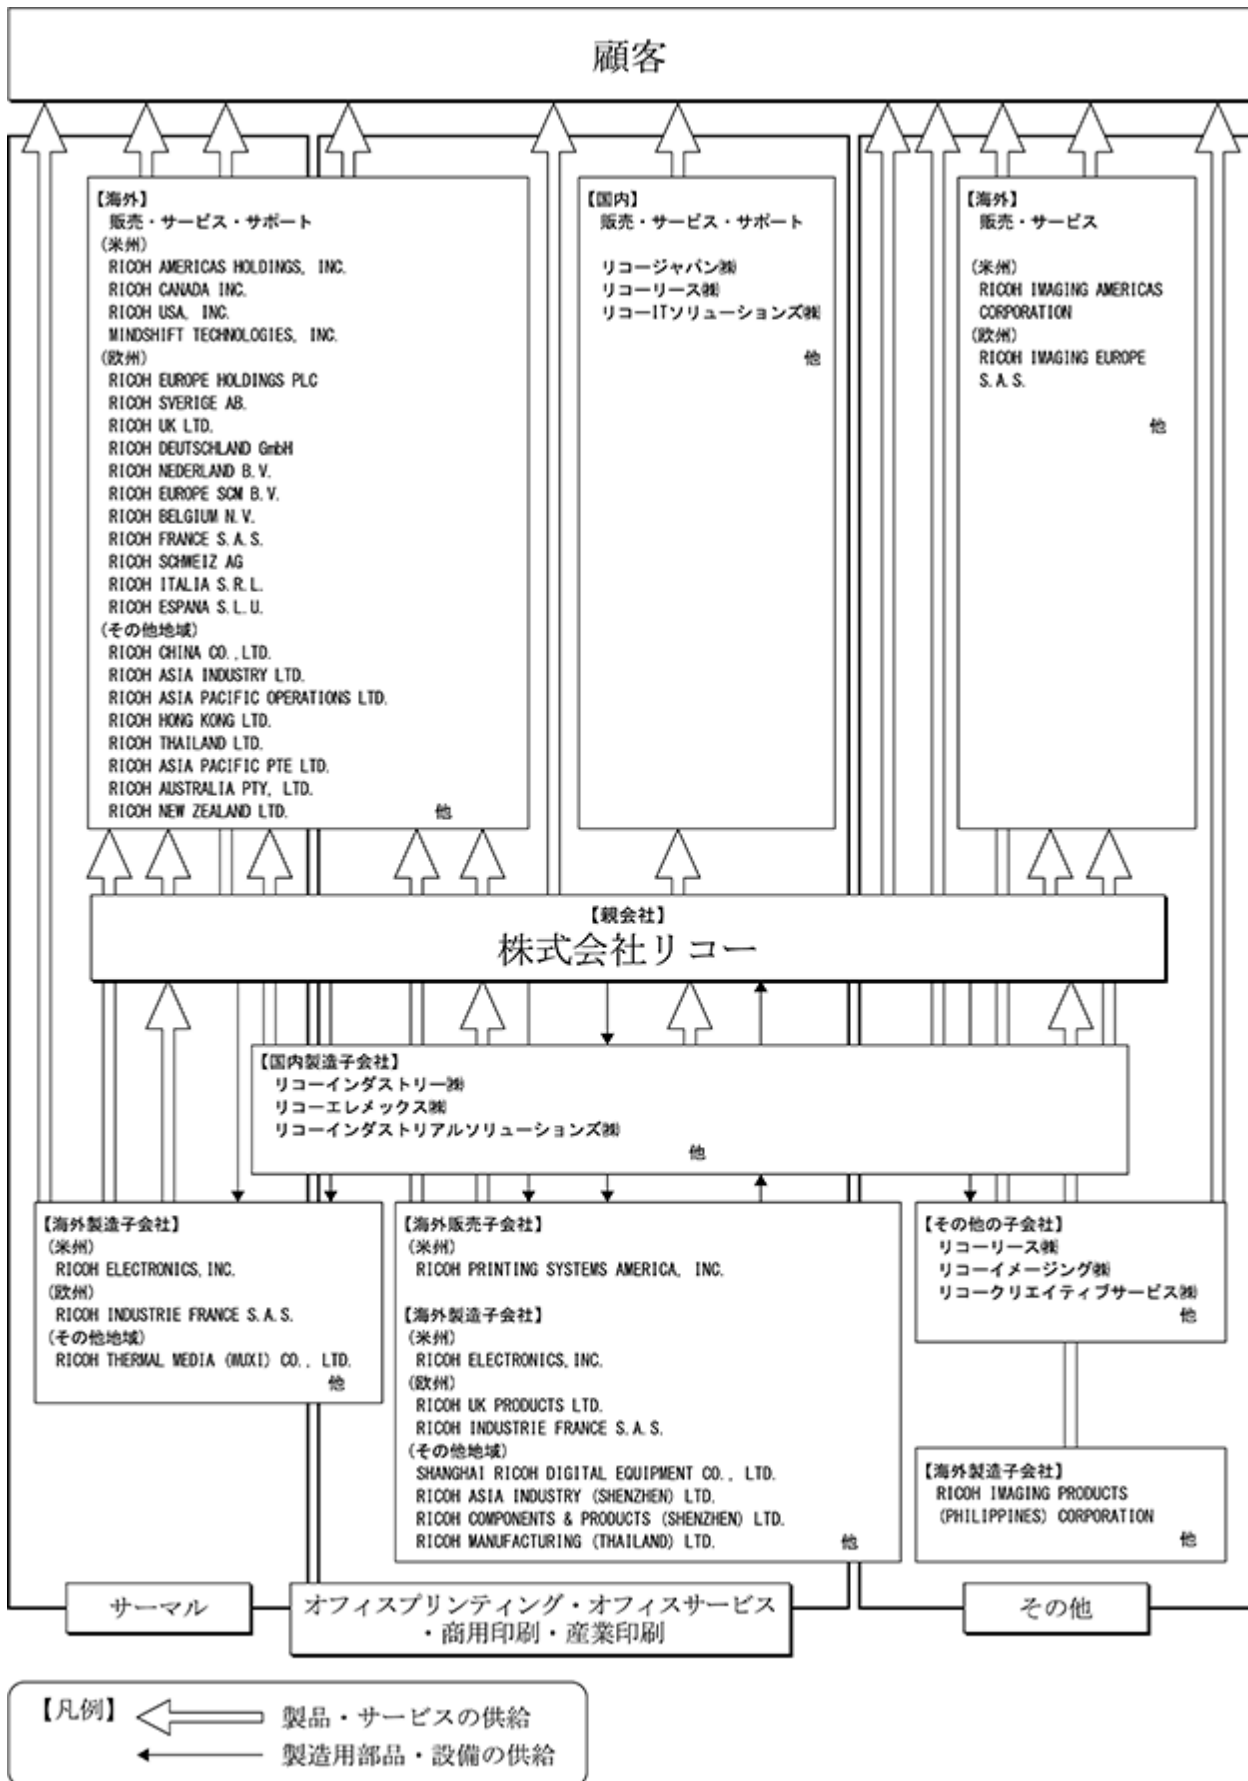 顧客
【海外】
販売・サービス・サポート
(米州)
RICOH AMERICAS HOLDINGS, INC.
RICOH CANADA INC.
RICOH USA, INC.
MINDSHIFT TECHNOLOGIES, INC.
(欧州)
RICOH EUROPE HOLDINGS PLC
RICOH SVERIGE AB.
RICOH UK LTD.
RICOH DEUTSCHLAND GmbH
RICOH NEDERLAND B.V.
RICOH EUROPE SCM B.V.
RICOH BELGIUM N.V.
RICOH FRANCE S.A.S.
RICOH SCHWEIZ AG
RICOH ITALIA S.R.L.
RICOH ESPANA S.L.U.
(その他地域)
RICOH CHINA CO.,LTD.
RICOH ASIA INDUSTRY LTD.
RICOH ASIA PACIFIC OPERATIONS LTD.
RICOH HONG KONG LTD.
RICOH THAILAND LTD.
RICOH ASIA PACIFIC PTE LTD.
RICOH AUSTRALIA PTY, LTD.
RICOH NEW ZEALAND LTD.
他
【国内】
販売・サービス・サポート
リコージャパン㈱
リコーリース㈱
リコーITソリューションズ㈱
他
【海外】
販売・サービス
(米州)
RICOH IMAGING AMERICAS
CORPORATION
(欧州)
RICOH IMAGING EUROPE
S.A.S.
他
【親会社】
株式会社リコー
【国内製造子会社】
リコーインダストリー㈱
リコーエレメックス㈱
リコーインダストリアルソリューションズ㈱
他
【海外製造子会社】
(米州)
RICOH ELECTRONICS,INC.
(欧州)
RICOH INDUSTRIE FRANCE S.A.S.
(その他地域)
RICOH THERMAL MEDIA (WUXI) CO., LTD.
他
【海外販売子会社】
(米州)
RICOH PRINTING SYSTEMS AMERICA, INC.
【海外製造子会社】
(米州)
RICOH ELECTRONICS,INC.
(欧州)
RICOH UK PRODUCTS LTD.
RICOH INDUSTRIE FRANCE S.A.S.
(その他地域)
SHANGHAI RICOH DIGITAL EQUIPMENT CO., LTD.
RICOH ASIA INDUSTRY (SHENZHEN) LTD.
RICOH COMPONENTS & PRODUCTS (SHENZHEN) LTD.
RICOH MANUFACTURING (THAILAND) LTD.
他
【その他の子会社】
リコーリース㈱
リコーイメージング㈱
リコークリエイティブサービス㈱
他
【海外製造子会社】
RICOH IMAGING PRODUCTS
(PHILIPPINES) CORPORATION
他
サーマル
オフィスプリンティング・オフィスサービス
・商用印刷・産業印刷
その他
【凡例】
製品・サービスの供給
製造用部品・設備の供給